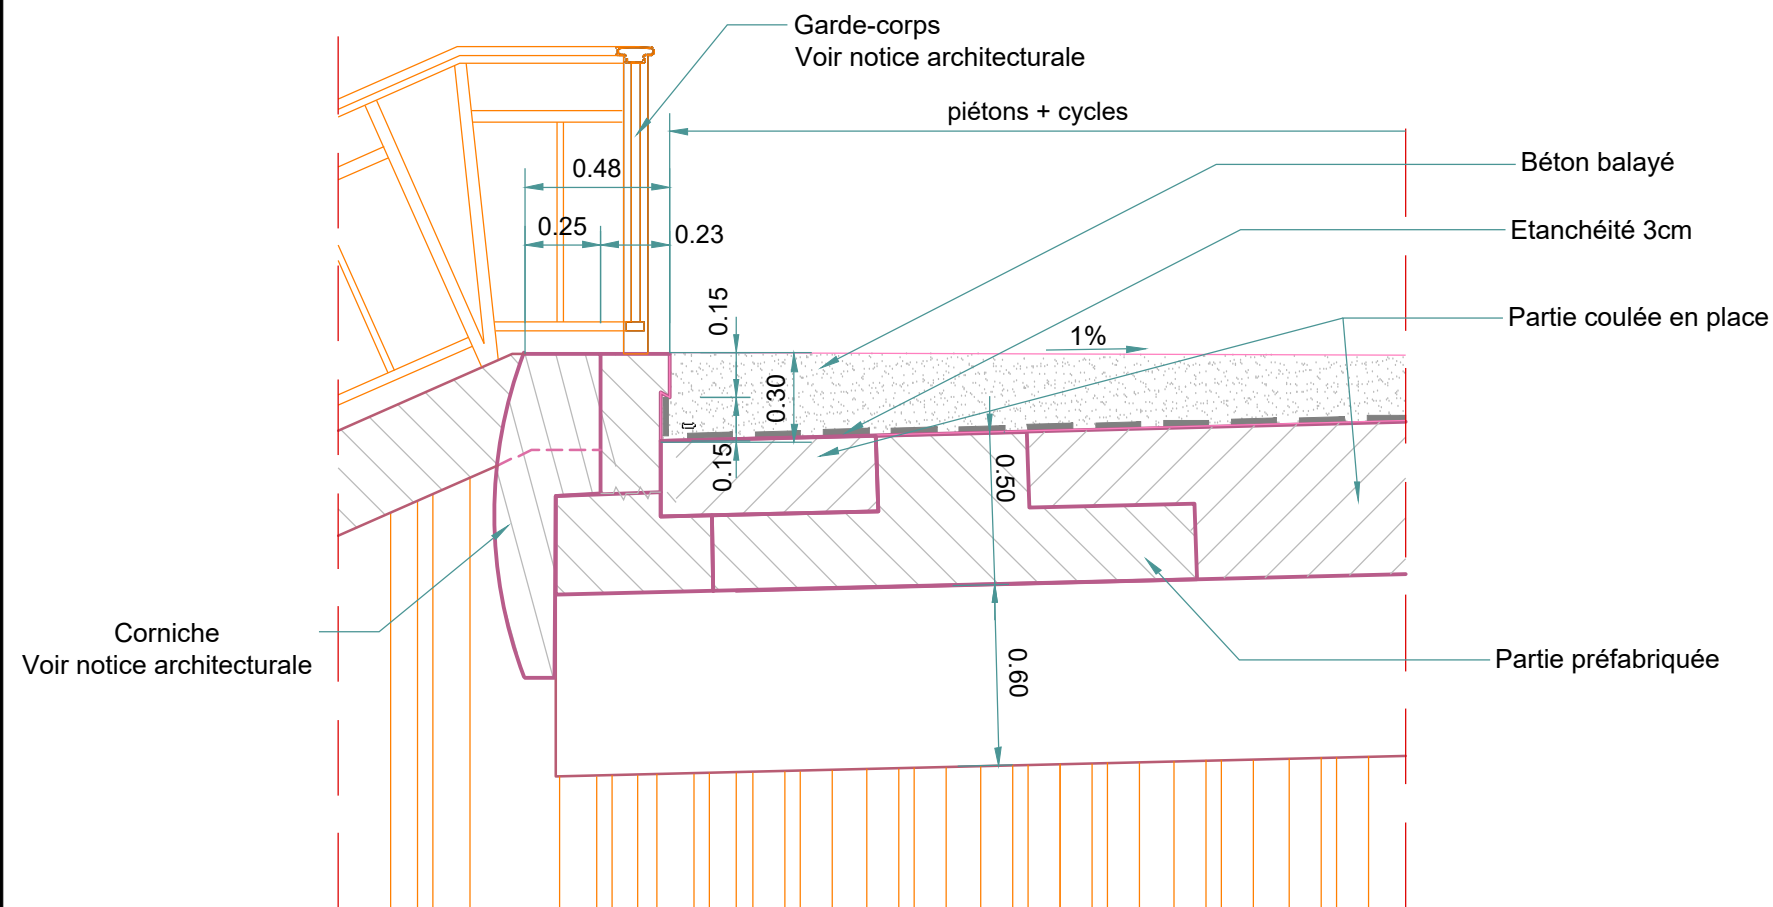 Garde-corps
Voir notice architecturale
piétons + cycles
0.48
Béton balayé
0.25
0.23
Etanchéité 3cm
0.15
Partie coulée en place
1%
0.30
0.15
0.50
Corniche
Voir notice architecturale
0.60
Partie préfabriquée